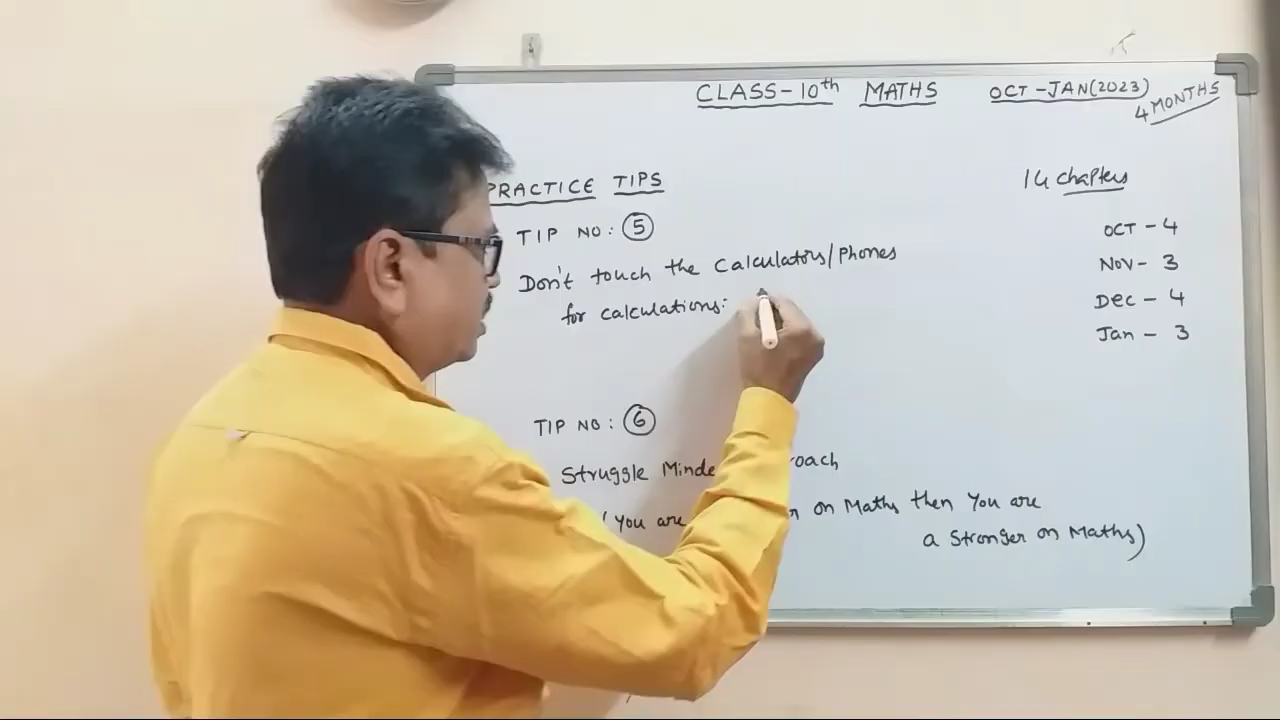 CLASS-10th MATHS OCT-JAN(2023)
4 MONTHS
PRACTICE TIPS
14 chapters
TIP NO: 5
OCT - 4
Don't touch the Calculators/Phones
Nov - 3
for calculations:
Dec - 4
Jan - 3
TIP NO: 6
Struggle
(You are on Maths then You are
a Stronger on Maths)